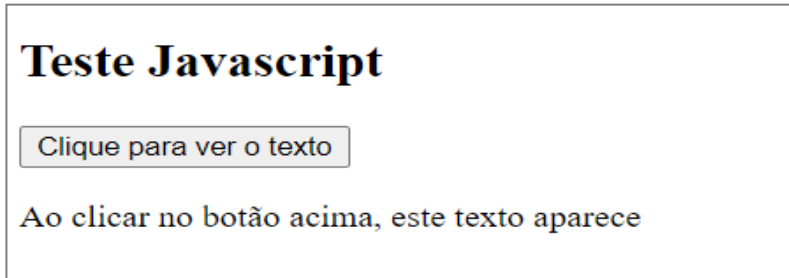 Teste Javascript
Clique para ver o texto
Ao clicar no botão acima, este texto aparece